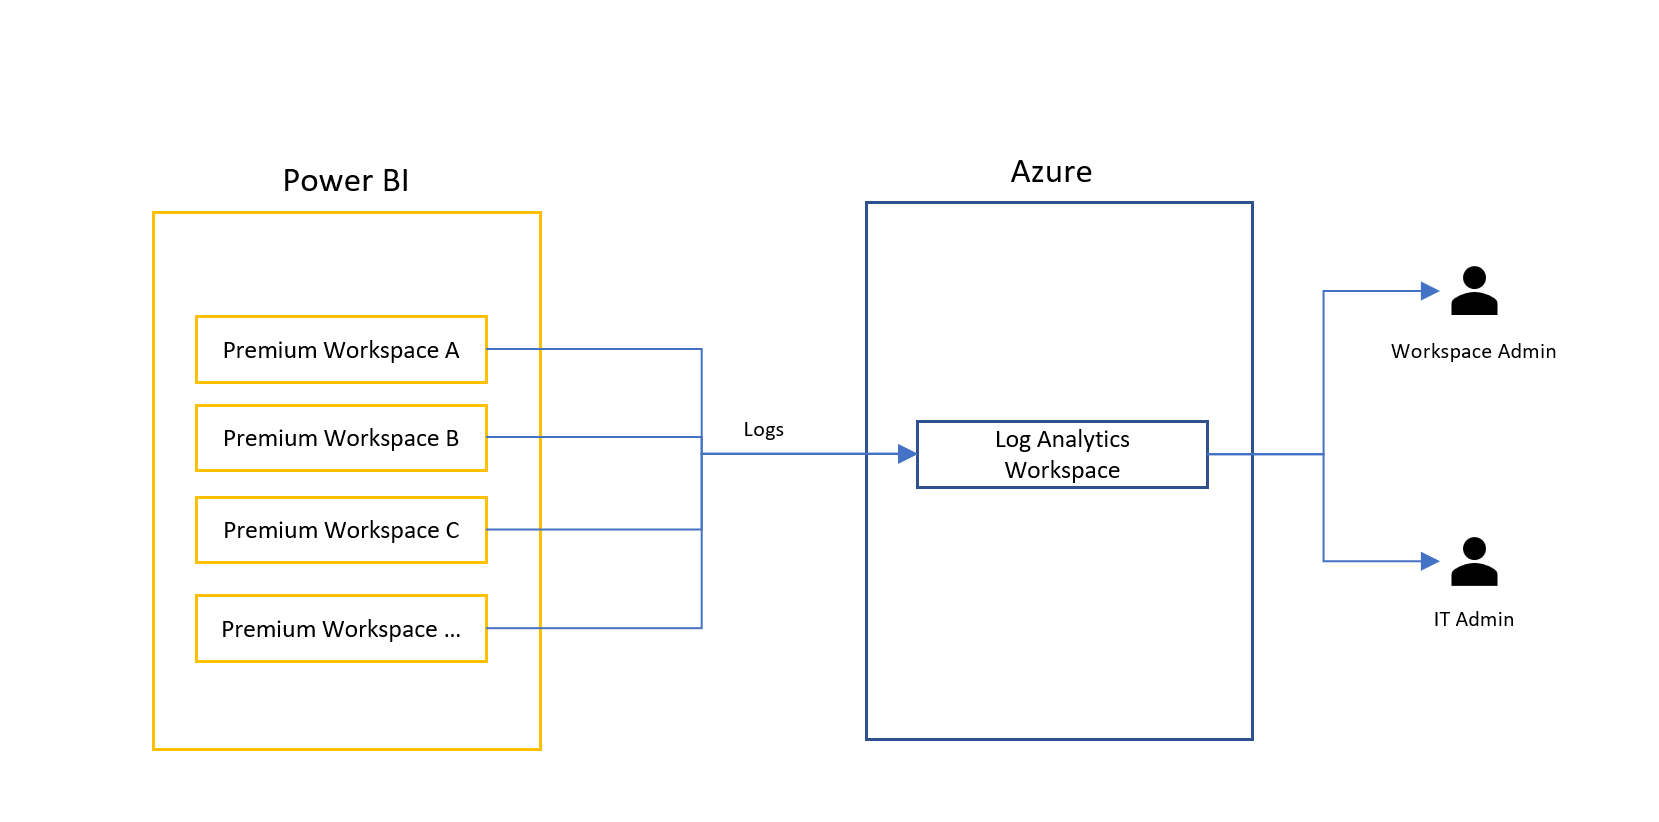 Power BI
Premium Workspace A
Premium Workspace B
Premium Workspace C
Premium Workspace ...
Logs
Azure
Log Analytics
Workspace
Workspace Admin
IT Admin